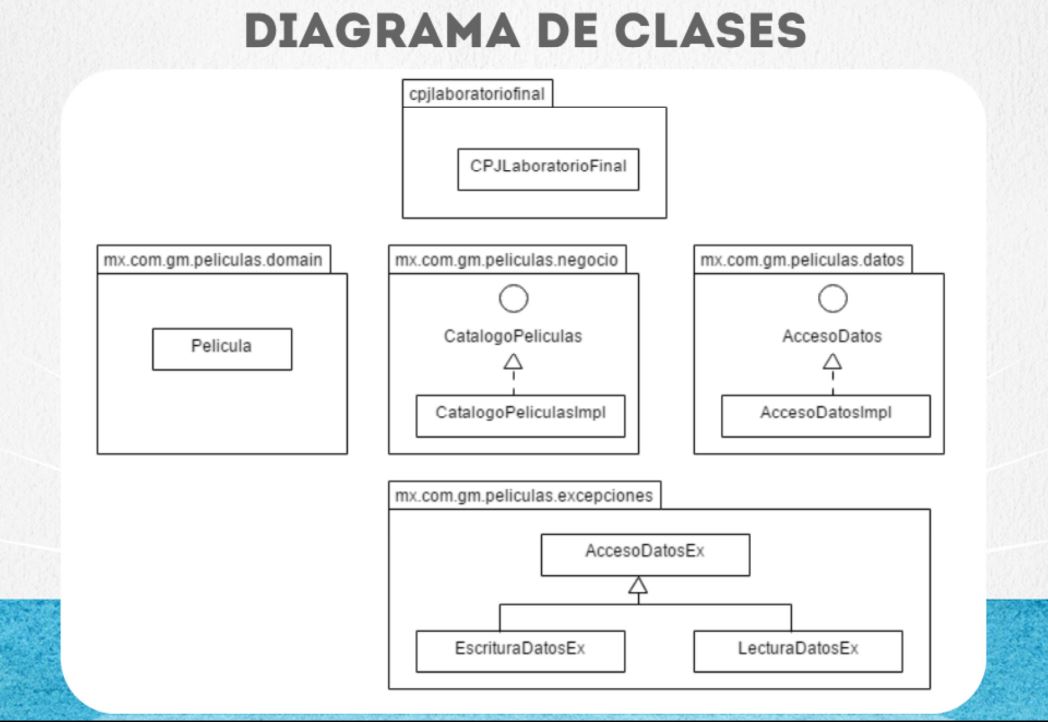 DIAGRAMA DE CLASES
cpjlaboratoriofinal
CPJLaboratorioFinal
mx.com.gm.peliculas.domain
Pelicula
mx.com.gm.peliculas.negocio
CatalogoPeliculas
CatalogoPeliculasImpl
mx.com.gm.peliculas.datos
AccesoDatos
AccesoDatosImpl
mx.com.gm.peliculas.excepciones
AccesoDatosEx
EscrituraDatosEx
LecturaDatosEx